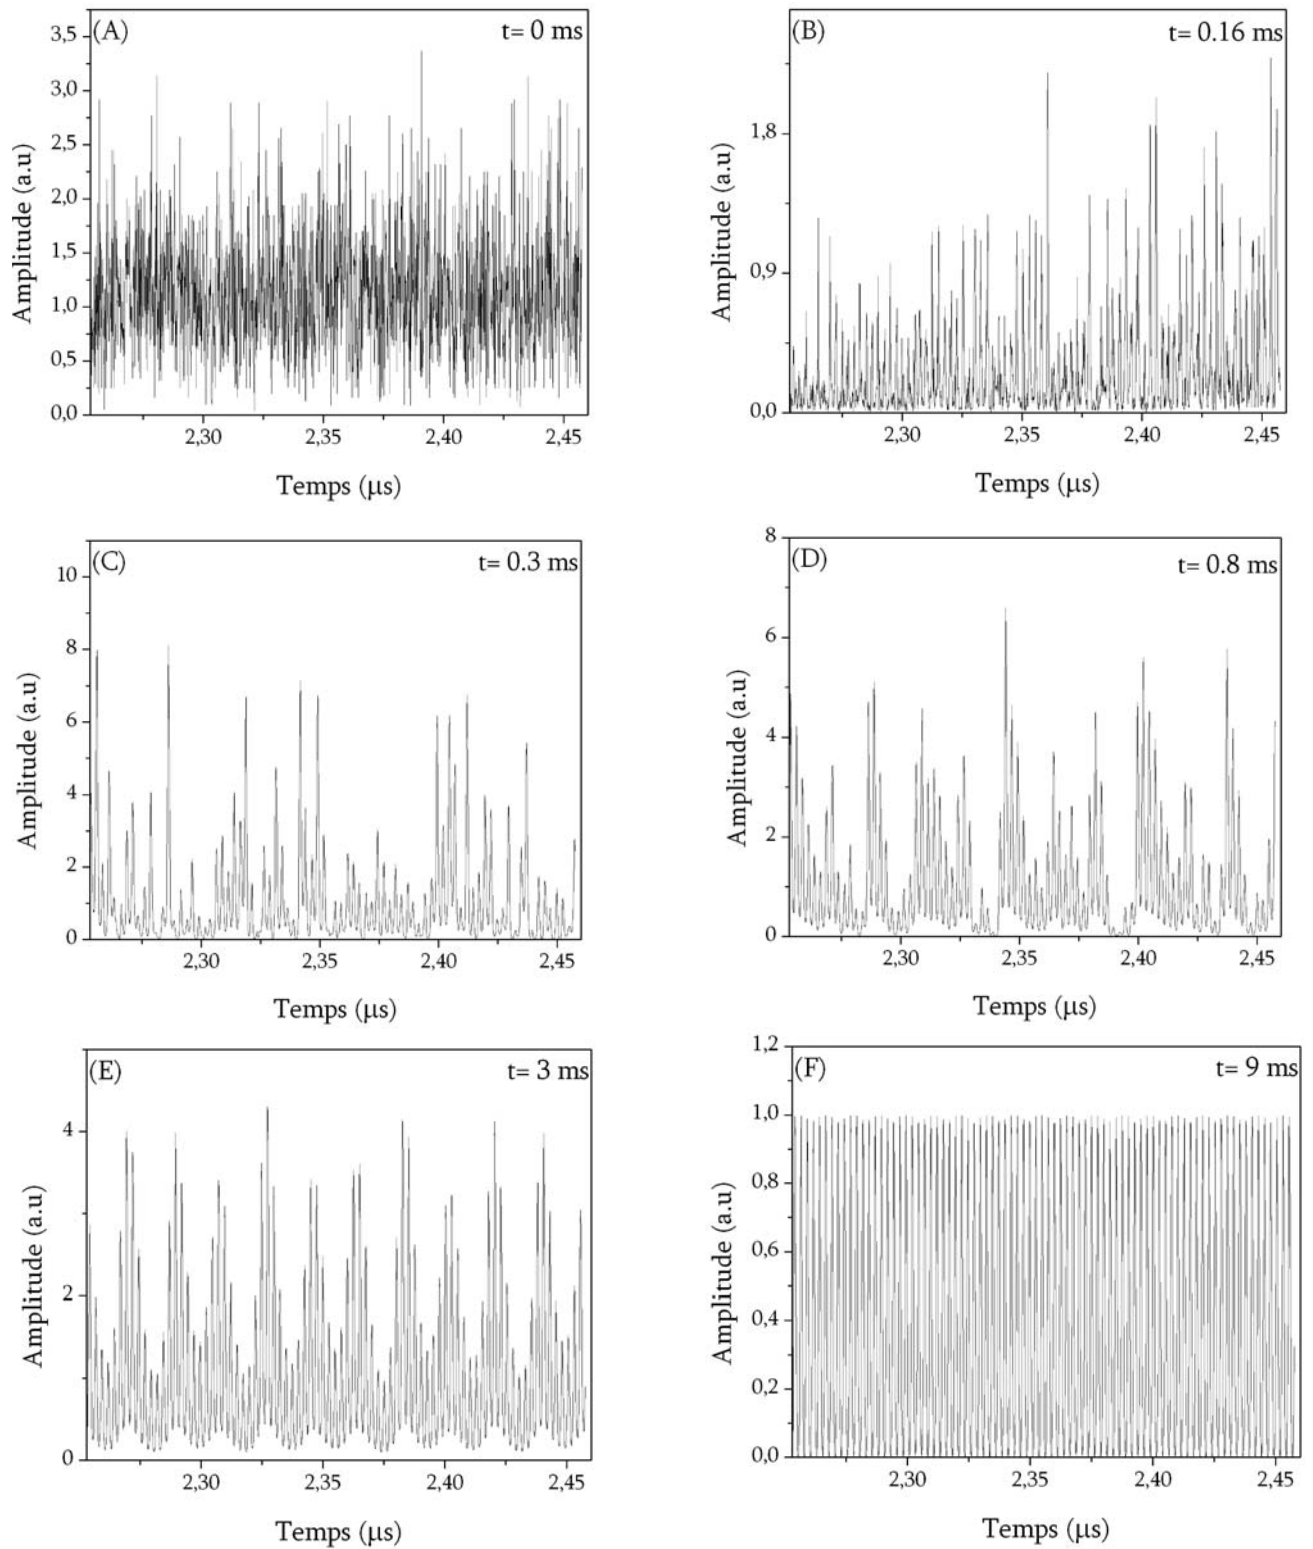 (A)
t= 0 ms
3,5
3,0
2,5
2,0
1,5
1,0
0,5
0,0
Amplitude (a.u)
2,30 2,35 2,40 2,45
Temps (μs)
(B)
t= 0.16 ms
1,8
0,9
0,0
Amplitude (a.u)
2,30 2,35 2,40 2,45
Temps (μs)
(C)
t= 0.3 ms
10
8
6
4
2
0
Amplitude (a.u)
2,30 2,35 2,40 2,45
Temps (μs)
(D)
t= 0.8 ms
8
6
4
2
0
Amplitude (a.u)
2,30 2,35 2,40 2,45
Temps (μs)
(E)
t= 3 ms
4
2
0
Amplitude (a.u)
2,30 2,35 2,40 2,45
Temps (μs)
(F)
t= 9 ms
1,2
1,0
0,8
0,6
0,4
0,2
0,0
Amplitude (a.u)
2,30 2,35 2,40 2,45
Temps (μs)